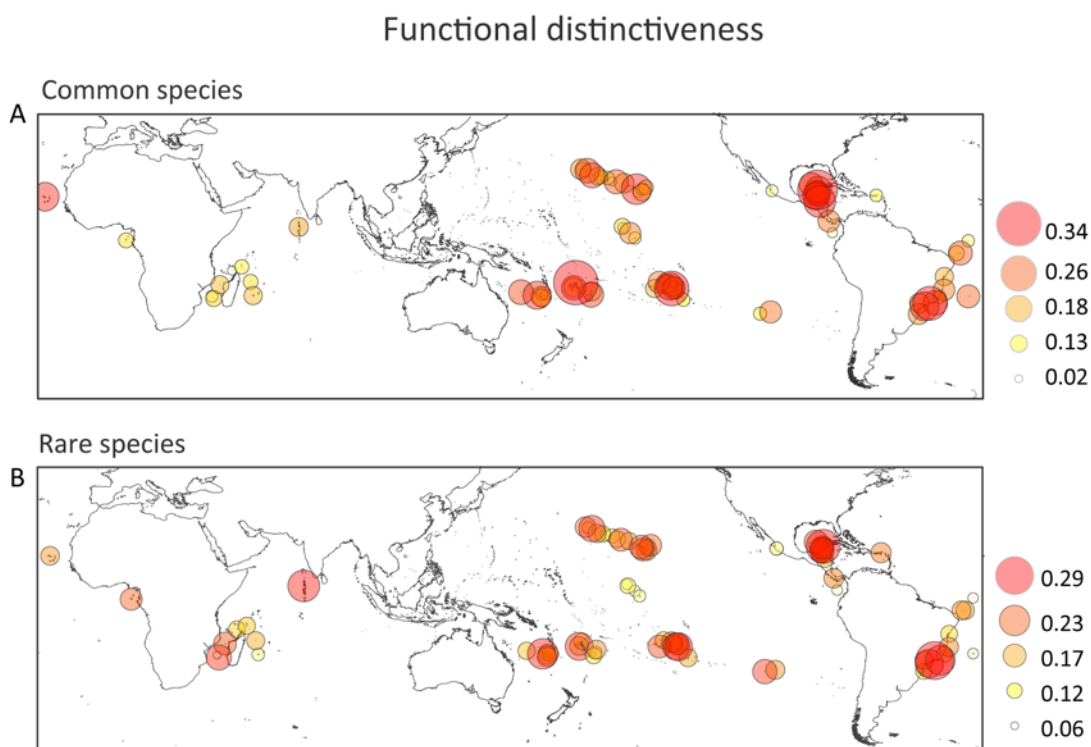 Functional distinctiveness
Common species
A
0.34
0.26
0.18
0.13
0.02
Rare species
B
0.29
0.23
0.17
0.12
0.06